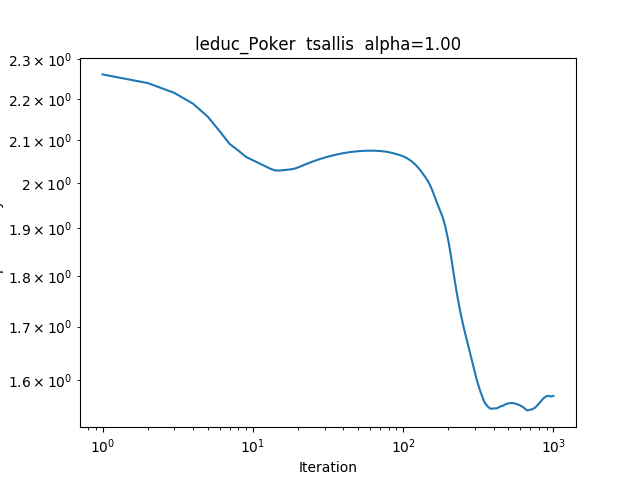 leduc_Poker tsallis alpha=1.00
2.3 × 10⁰
2.2 × 10⁰
2.1 × 10⁰
2 × 10⁰
1.9 × 10⁰
1.8 × 10⁰
1.7 × 10⁰
1.6 × 10⁰
10⁰ 10¹ 10² 10³
Iteration